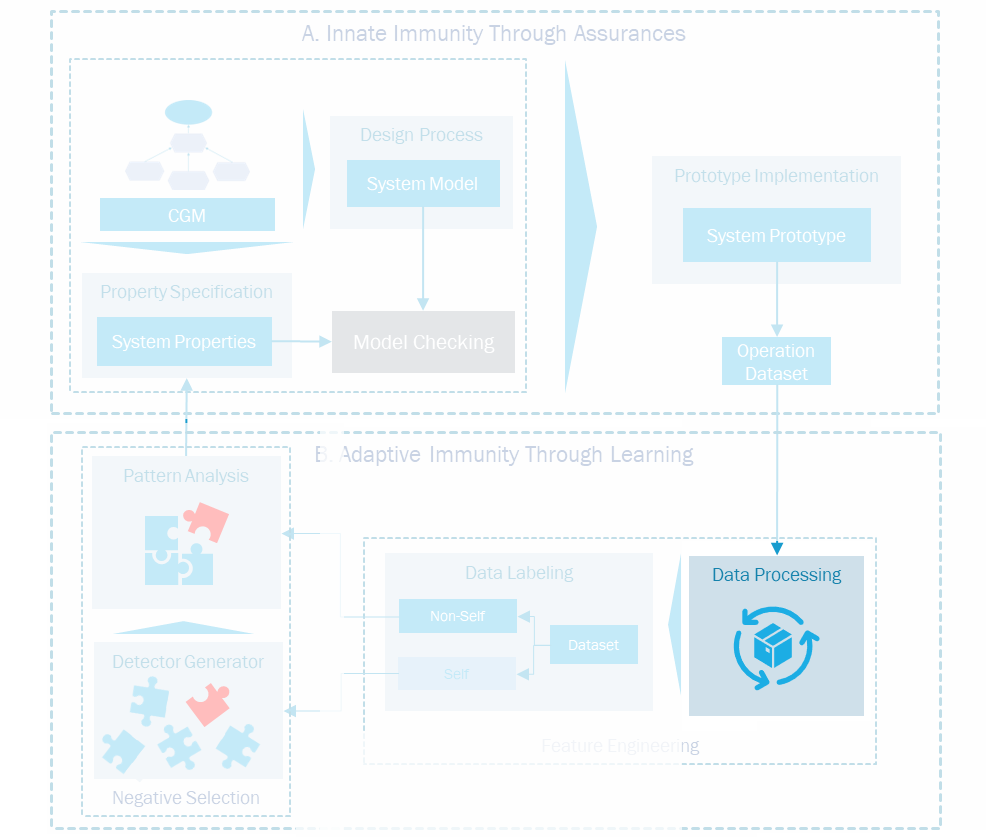 A. Innate Immunity Through Assurances
Design Process
System Model
CGM
Property Specification
System Properties
Model Checking
Prototype Implementation
System Prototype
Operation
Dataset
B. Adaptive Immunity Through Learning
Pattern Analysis
Detector Generator
Negative Selection
Data Labeling
Non-Self
Dataset
Self
Data Processing
Feature Engineering